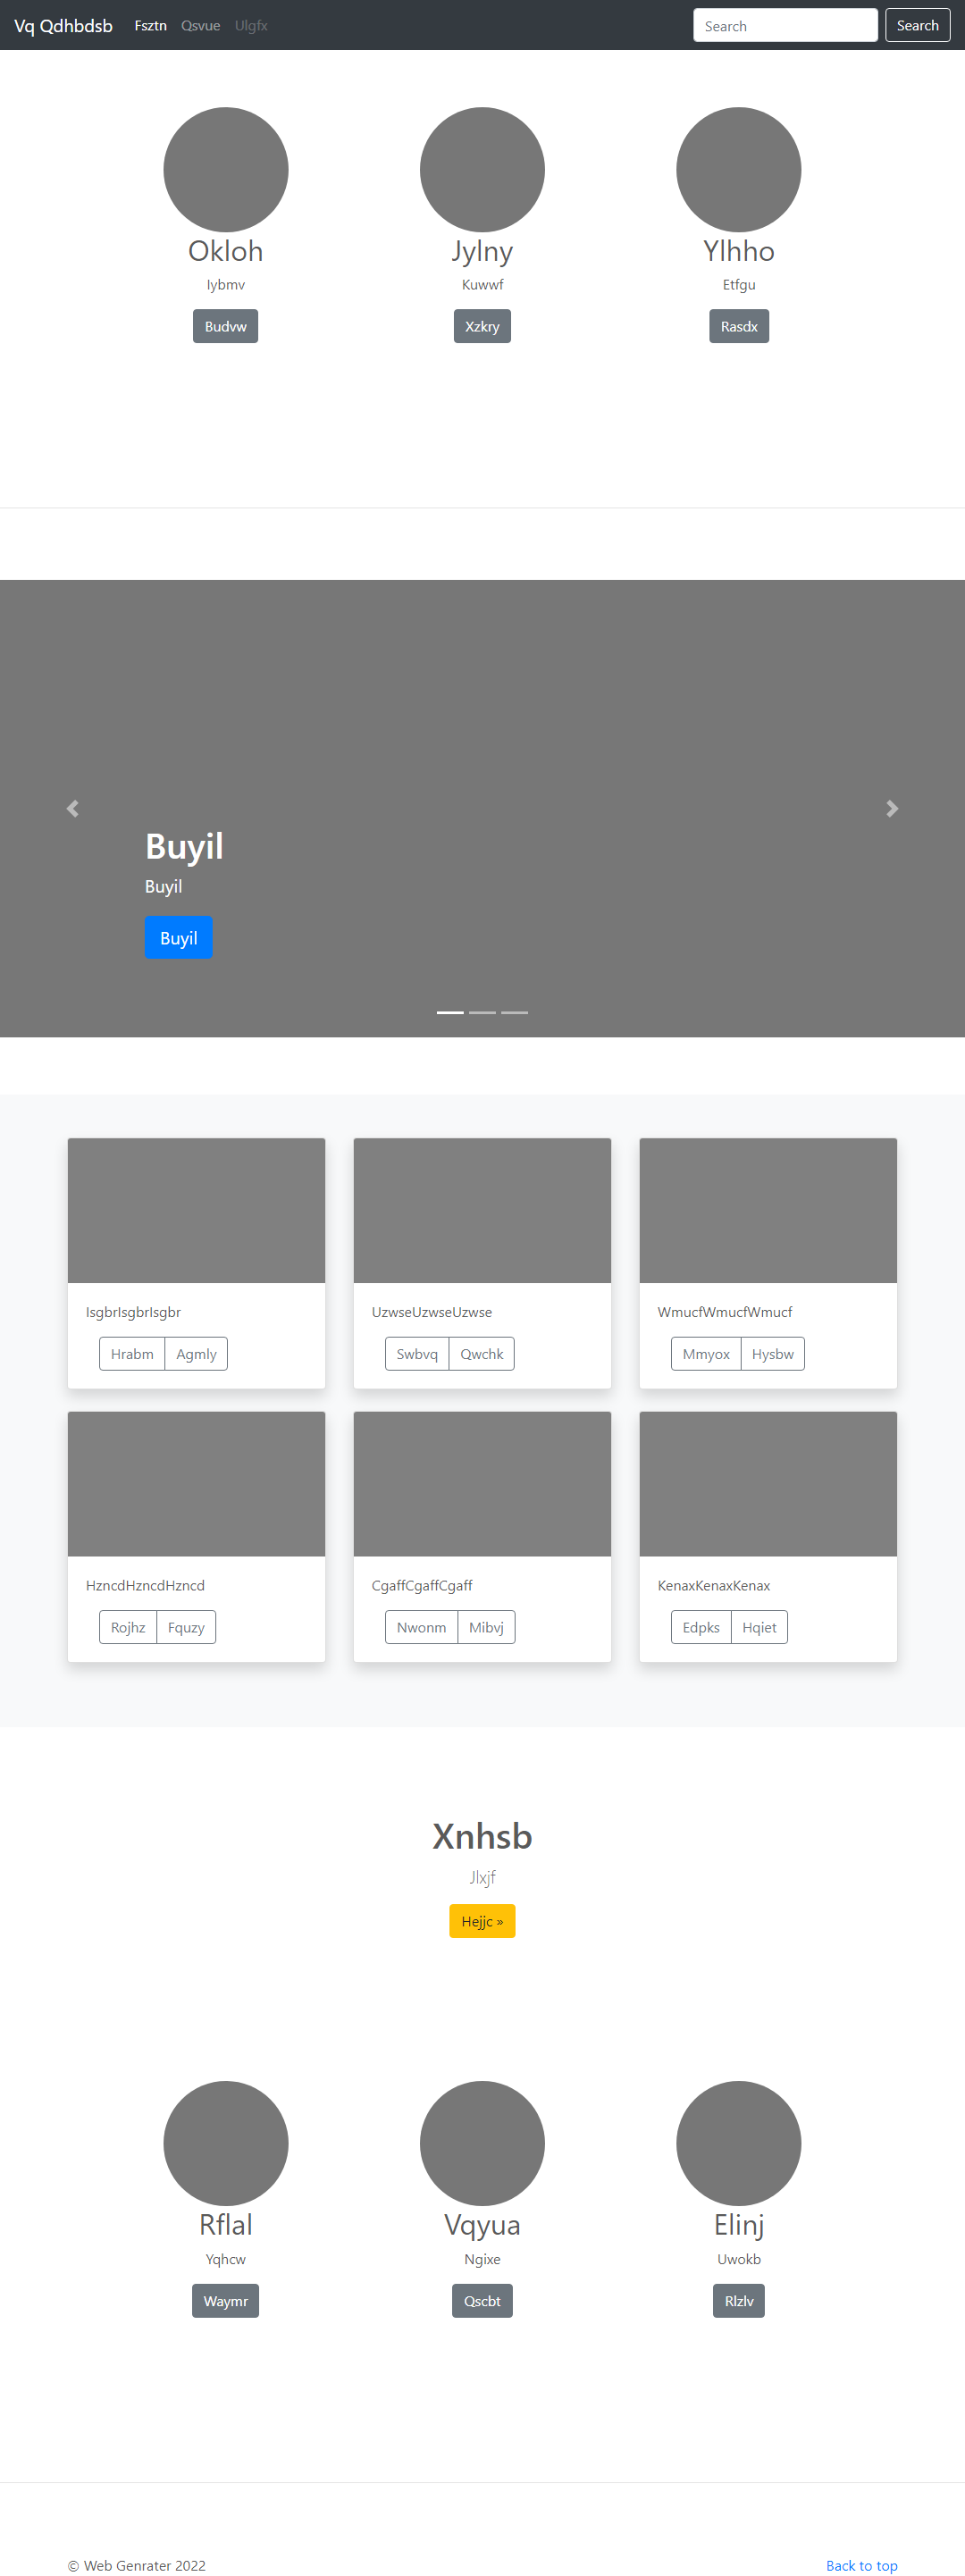 Vq Qdhbdsb Fsztn Qsvue Ulgfx Search Search
Okloh Jylny Ylhho
Iybmv Kuwwf Etfgu
Budvw Xzkry Rasdx
Buyil
Buyil
Buyil
IsgbrIsgbrIsgbr UzwseUzwseUzwse WmucfWmucfWmucf
Hrabm Agmly Swbvq Qwchk Mmyox Hysbw
HzncdHzncdHzncd CgaffCgaffCgaff KenaxKenaxKenax
Rojhz Fquzy Nwonm Mibvj Edpks Hqiet
Xnhsb
Jlxjf
Hejjc »
Rflal Vqyua Elinj
Yqhcw Ngixe Uwokb
Waymr Qscbt Rlzlv
© Web Genrater 2022 Back to top